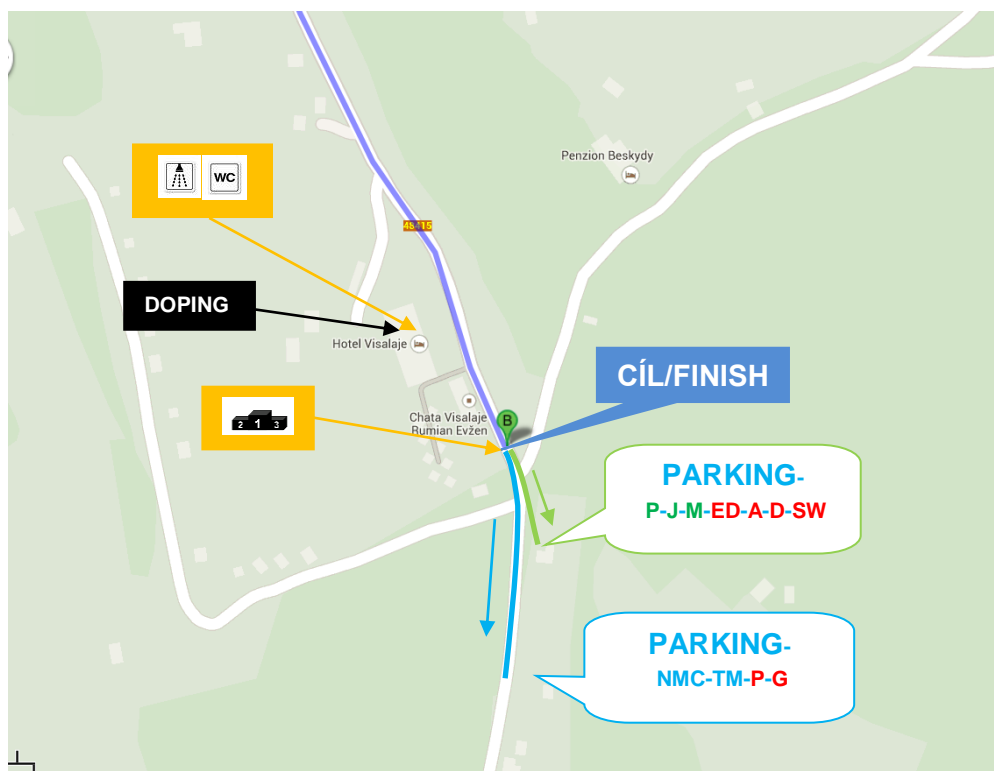 Penzion Beskydy
WC
48415
DOPING
Hotel Visalaje
CÍL/FINISH
2 1 3
Chata Visalaje
Rumian Evžen
B
PARKING-
P-J-M-ED-A-D-SW
PARKING-
NMC-TM-P-G